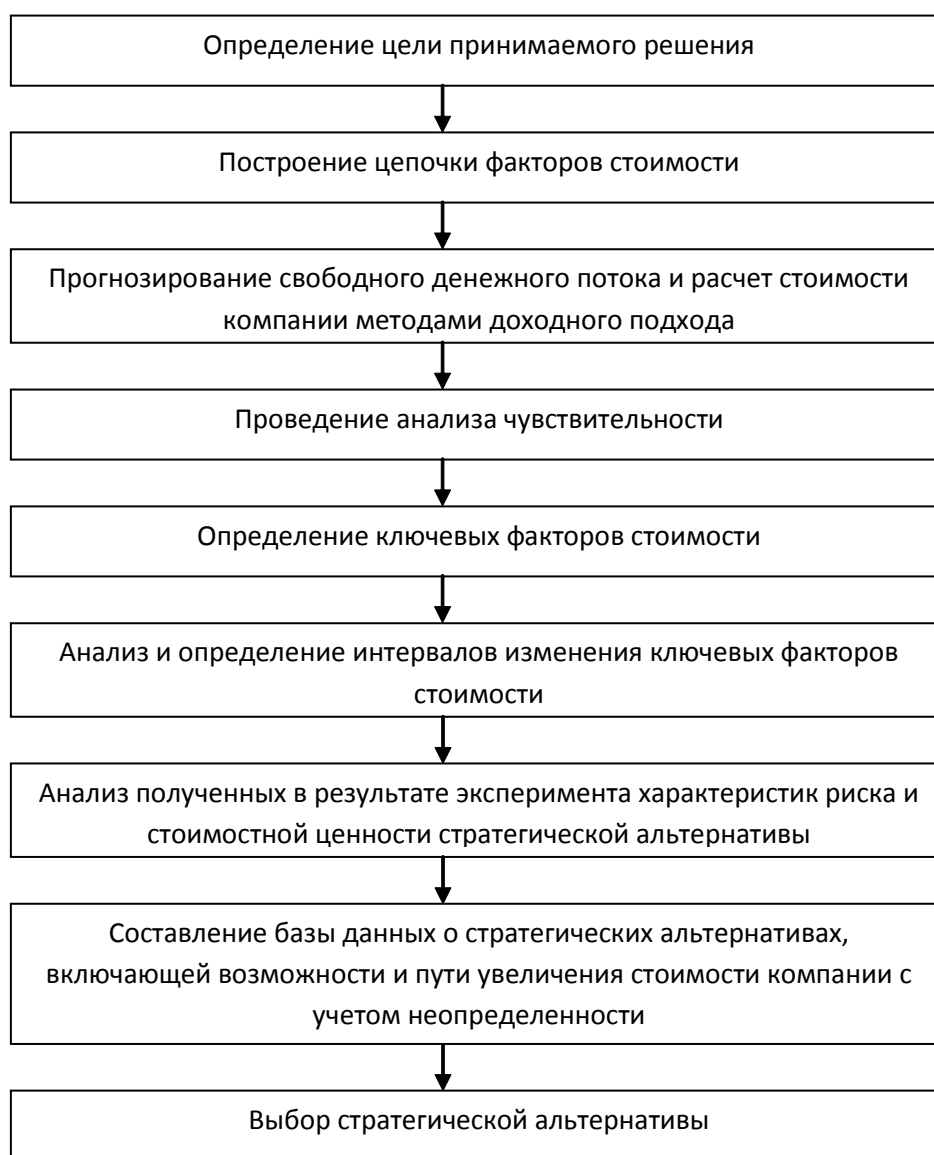 Определение цели принимаемого решения
Построение цепочки факторов стоимости
Прогнозирование свободного денежного потока и расчет стоимости
компании методами доходного подхода
Проведение анализа чувствительности
Определение ключевых факторов стоимости
Анализ и определение интервалов изменения ключевых факторов
стоимости
Анализ полученных в результате эксперимента характеристик риска и
стоимостной ценности стратегической альтернативы
Составление базы данных о стратегических альтернативах,
включающей возможности и пути увеличения стоимости компании с
учетом неопределенности
Выбор стратегической альтернативы